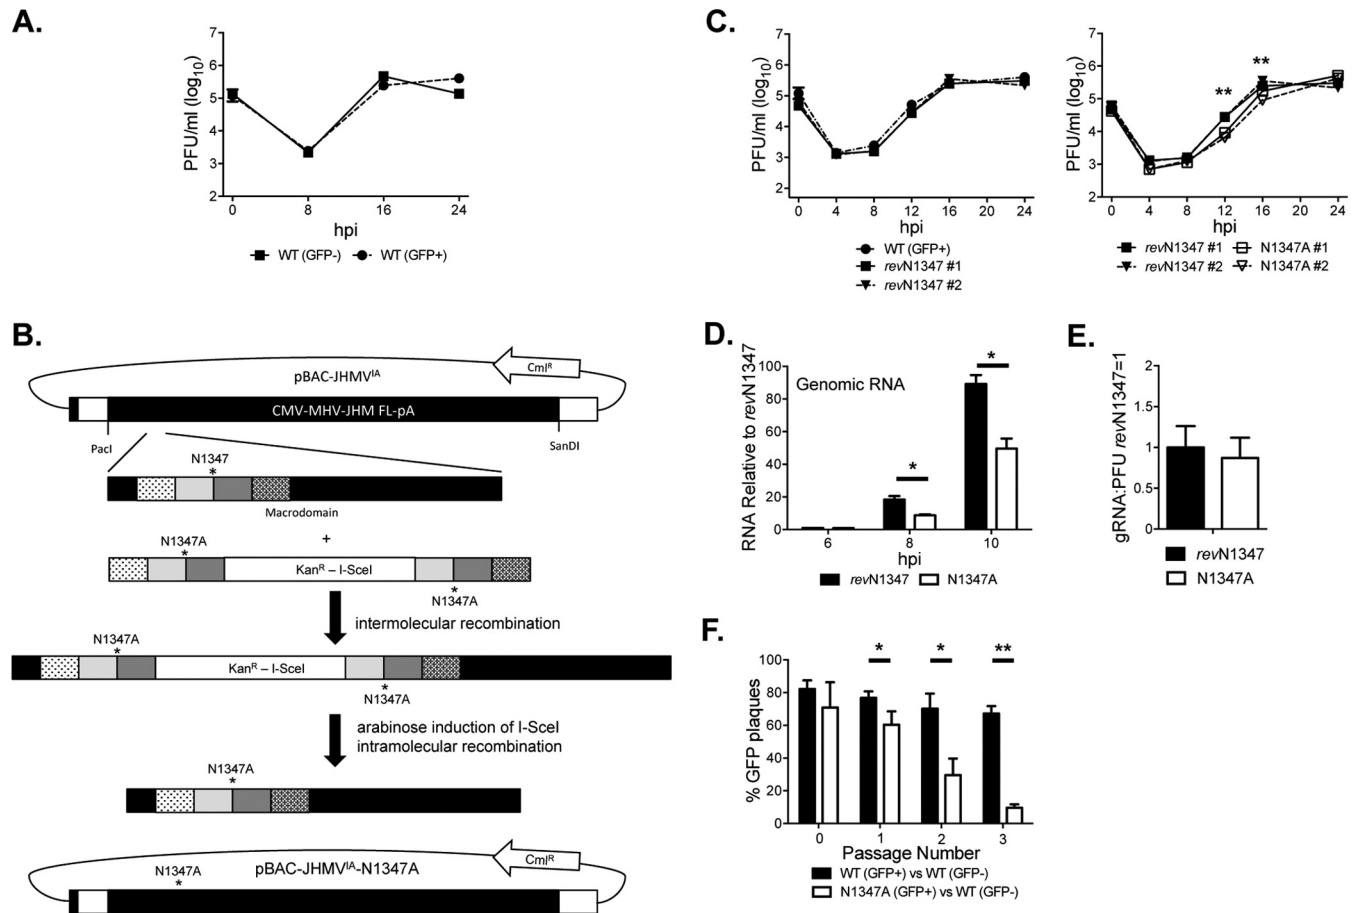 A.
PFU/ml (log10)
7
6
5
4
3
2
0
8
16
24
hpi
WT (GFP-)
WT (GFP+)
C.
PFU/ml (log10)
7
6
5
4
3
2
0
4
8
12
16
20
24
hpi
WT (GFP+)
revN1347 #1
revN1347 #2
PFU/ml (log10)
7
6
5
4
3
2
**
**
0
4
8
12
16
20
24
hpi
revN1347 #1
N1347A #1
revN1347 #2
N1347A #2
B.
CmlR
pBAC-JHMVIA
CMV-MHV-JHM FL-pA
PacI
SanDI
N1347
*
Macrodomain
+
N1347A
*
KanR – I-SceI
*
N1347A
intermolecular recombination
N1347A
*
KanR – I-SceI
*
N1347A
arabinose induction of I-SceI
intramolecular recombination
N1347A
*
CmlR
pBAC-JHMVIA-N1347A
N1347A
*
D.
RNA Relative to revN1347
100
80
60
40
20
0
Genomic RNA
*
*
6
8
10
hpi
revN1347
N1347A
E.
gRNA:PFU revN1347=1
2
1.5
1
0.5
0
revN1347
N1347A
F.
% GFP plaques
100
80
60
40
20
0
*
*
**
0
1
2
3
Passage Number
WT (GFP+) vs WT (GFP-)
N1347A (GFP+) vs WT (GFP-)